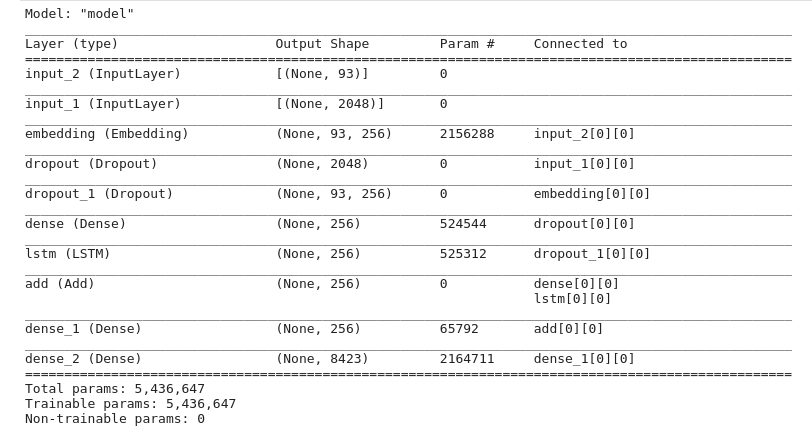 Model: "model"
Layer (type) Output Shape Param # Connected to
input_2 (InputLayer) [(None, 93)] 0
input_1 (InputLayer) [(None, 2048)] 0
embedding (Embedding) (None, 93, 256) 2156288 input_2[0][0]
dropout (Dropout) (None, 2048) 0 input_1[0][0]
dropout_1 (Dropout) (None, 93, 256) 0 embedding[0][0]
dense (Dense) (None, 256) 524544 dropout[0][0]
lstm (LSTM) (None, 256) 525312 dropout_1[0][0]
add (Add) (None, 256) 0 dense[0][0]
lstm[0][0]
dense_1 (Dense) (None, 256) 65792 add[0][0]
dense_2 (Dense) (None, 8423) 2164711 dense_1[0][0]
Total params: 5,436,647
Trainable params: 5,436,647
Non-trainable params: 0